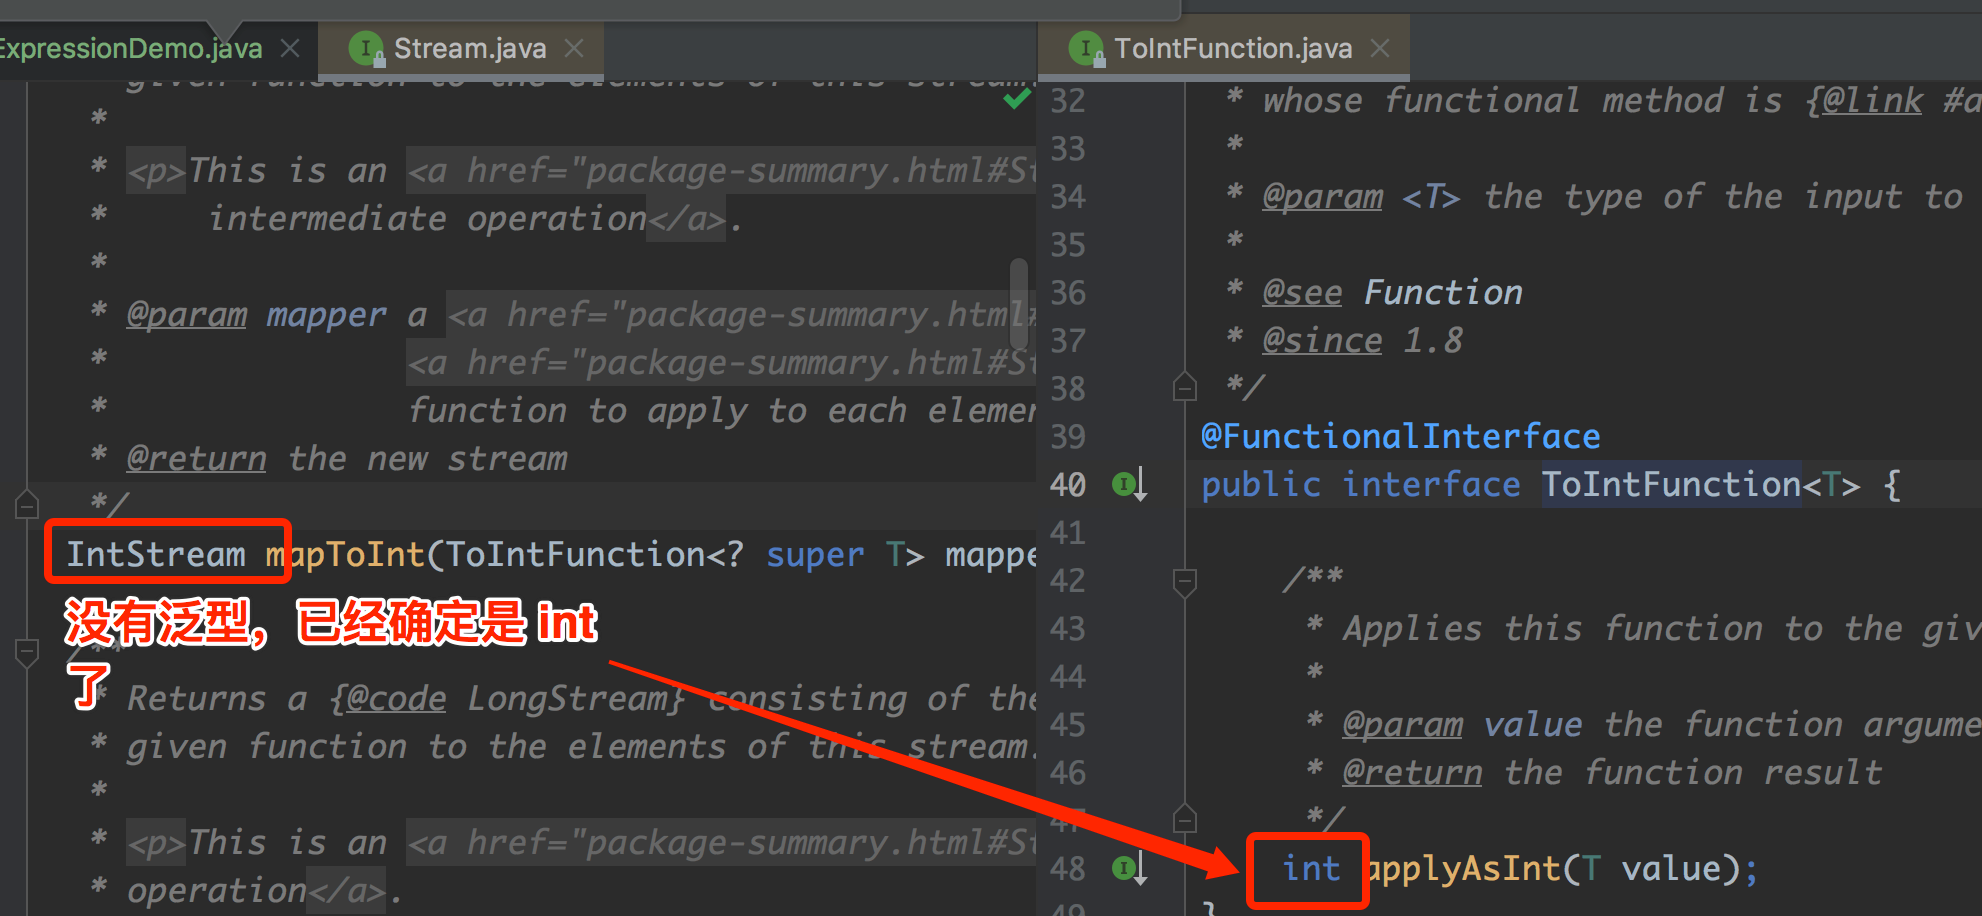 ExpressionDemo.java
Stream.java
ToIntFunction.java
given function to the elements of this stream.
*
* <p>This is an <a href="package-summary.html#St
* intermediate operation</a>.
*
* @param mapper a <a href="package-summary.html#
* <a href="package-summary.html#St
* function to apply to each elemen
* @return the new stream
*/
IntStream mapToInt(ToIntFunction<? super T> mappe
没有泛型，已经确定是 int
了
/**
* Returns a {@code LongStream} consisting of the
* given function to the elements of this stream.
*
* <p>This is an <a href="package-summary.html#St
* operation</a>.
32 * whose functional method is {@link #a
33 *
34 * @param <T> the type of the input to
35 *
36 * @see Function
37 * @since 1.8
38 */
39 @FunctionalInterface
40 public interface ToIntFunction<T> {
41
42 /**
43 * Applies this function to the giv
44 *
45 * @param value the function argume
46 * @return the function result
47 */
48 int applyAsInt(T value);
49 }